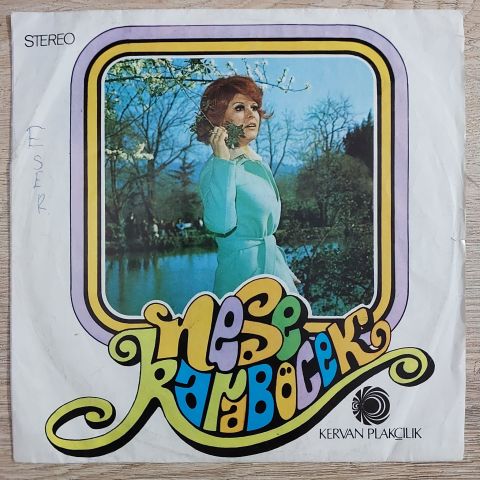 STEREO
ESER
neşe
karaböcek
KERVAN PLAKÇILIK